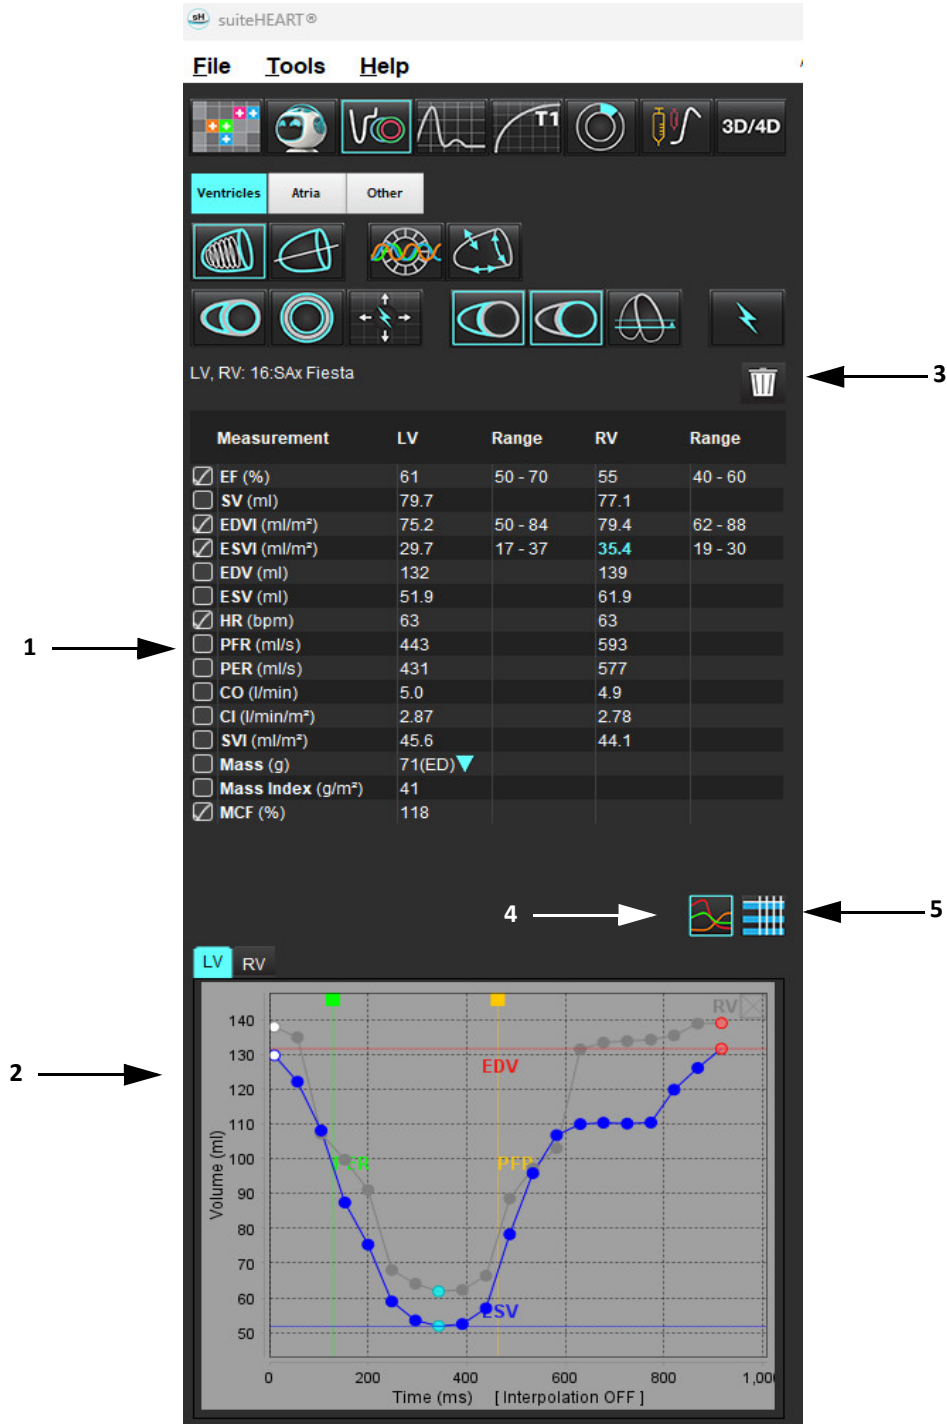 sH suiteHEART®
File Tools Help
T1 3D/4D
Ventricles Atria Other
LV, RV: 16:SAx Fiesta
3
Measurement LV Range RV Range
EF (%) 61 50 - 70 55 40 - 60
SV (ml) 79.7 77.1
EDVI (ml/m²) 75.2 50 - 84 79.4 62 - 88
ESVI (ml/m²) 29.7 17 - 37 35.4 19 - 30
EDV (ml) 132 139
ESV (ml) 51.9 61.9
HR (bpm) 63 63
1
PFR (ml/s) 443 593
PER (ml/s) 431 577
CO (l/min) 5.0 4.9
CI (l/min/m²) 2.87 2.78
SVI (ml/m²) 45.6 44.1
Mass (g) 71(ED)
Mass Index (g/m²) 41
MCF (%) 118
4 5
LV RV
RV
140
130
EDV
2
120
110
100
PER PFR
90
80
70
60
ESV
50
Volume (ml)
0 200 400 600 800 1,00
Time (ms) [ Interpolation OFF ]